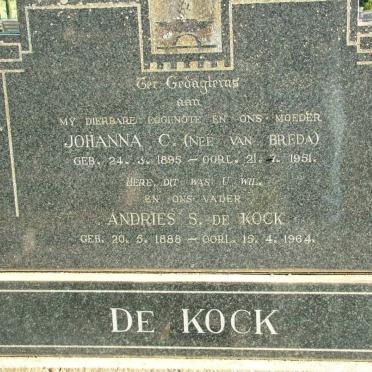 Ter Gedagtenis
aan
MY DIERBARE EGGENOTE EN ONS MOEDER
JOHANNA C. (NEE VAN BREDA)
GEB. 24. 3. 1895 – OORL. 21. 7. 1951.
HERE, DIT WAS U WIL.
EN ONS VADER
ANDRIES S. DE KOCK
GEB. 20. 5. 1888 – OORL. 15. 4. 1964.
DE KOCK